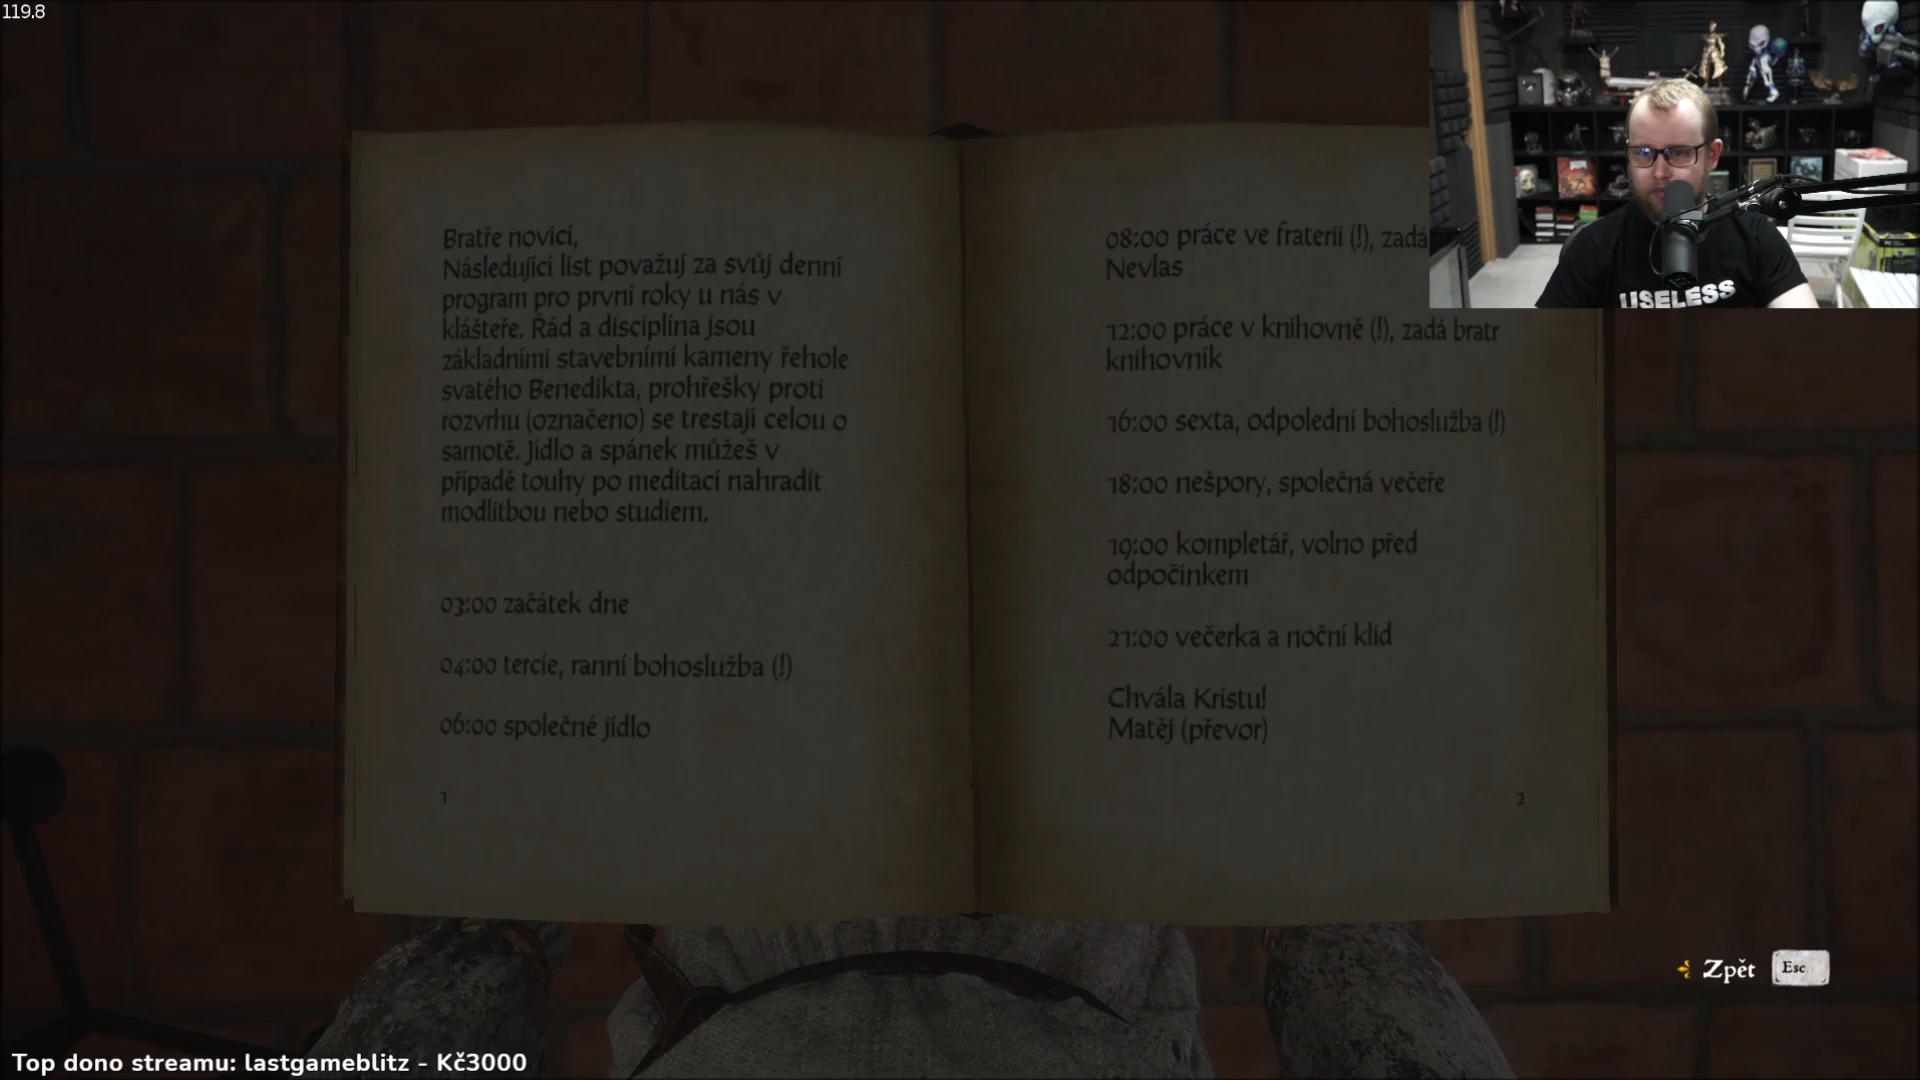 119.8
Bratře novici,
Následující list považuj za svůj denní
program pro první roky u nás v
klášteře. Řád a disciplína jsou
základními stavebními kameny řehole
svatého Benedikta, prohřešky proti
rozvrhu (označeno) se trestají celou o
samotě. Jídlo a spánek můžeš v
případě touhy po meditaci nahradit
modlitbou nebo studiem.
03:00 začátek dne
04:00 tercie, ranní bohoslužba (!)
06:00 společné jídlo
1
08:00 práce ve fraterii (!), zadá
Nevlas
12:00 práce v knihovně (!), zadá bratr
knihovník
16:00 sexta, odpolední bohoslužba (!)
18:00 nešpory, společná večeře
19:00 kompletář, volno před
odpočinkem
21:00 večerka a noční klid
Chvála Kristu!
Matěj (převor)
2
USELESS
Zpět Esc
Top dono streamu: lastgameblitz - Kč3000